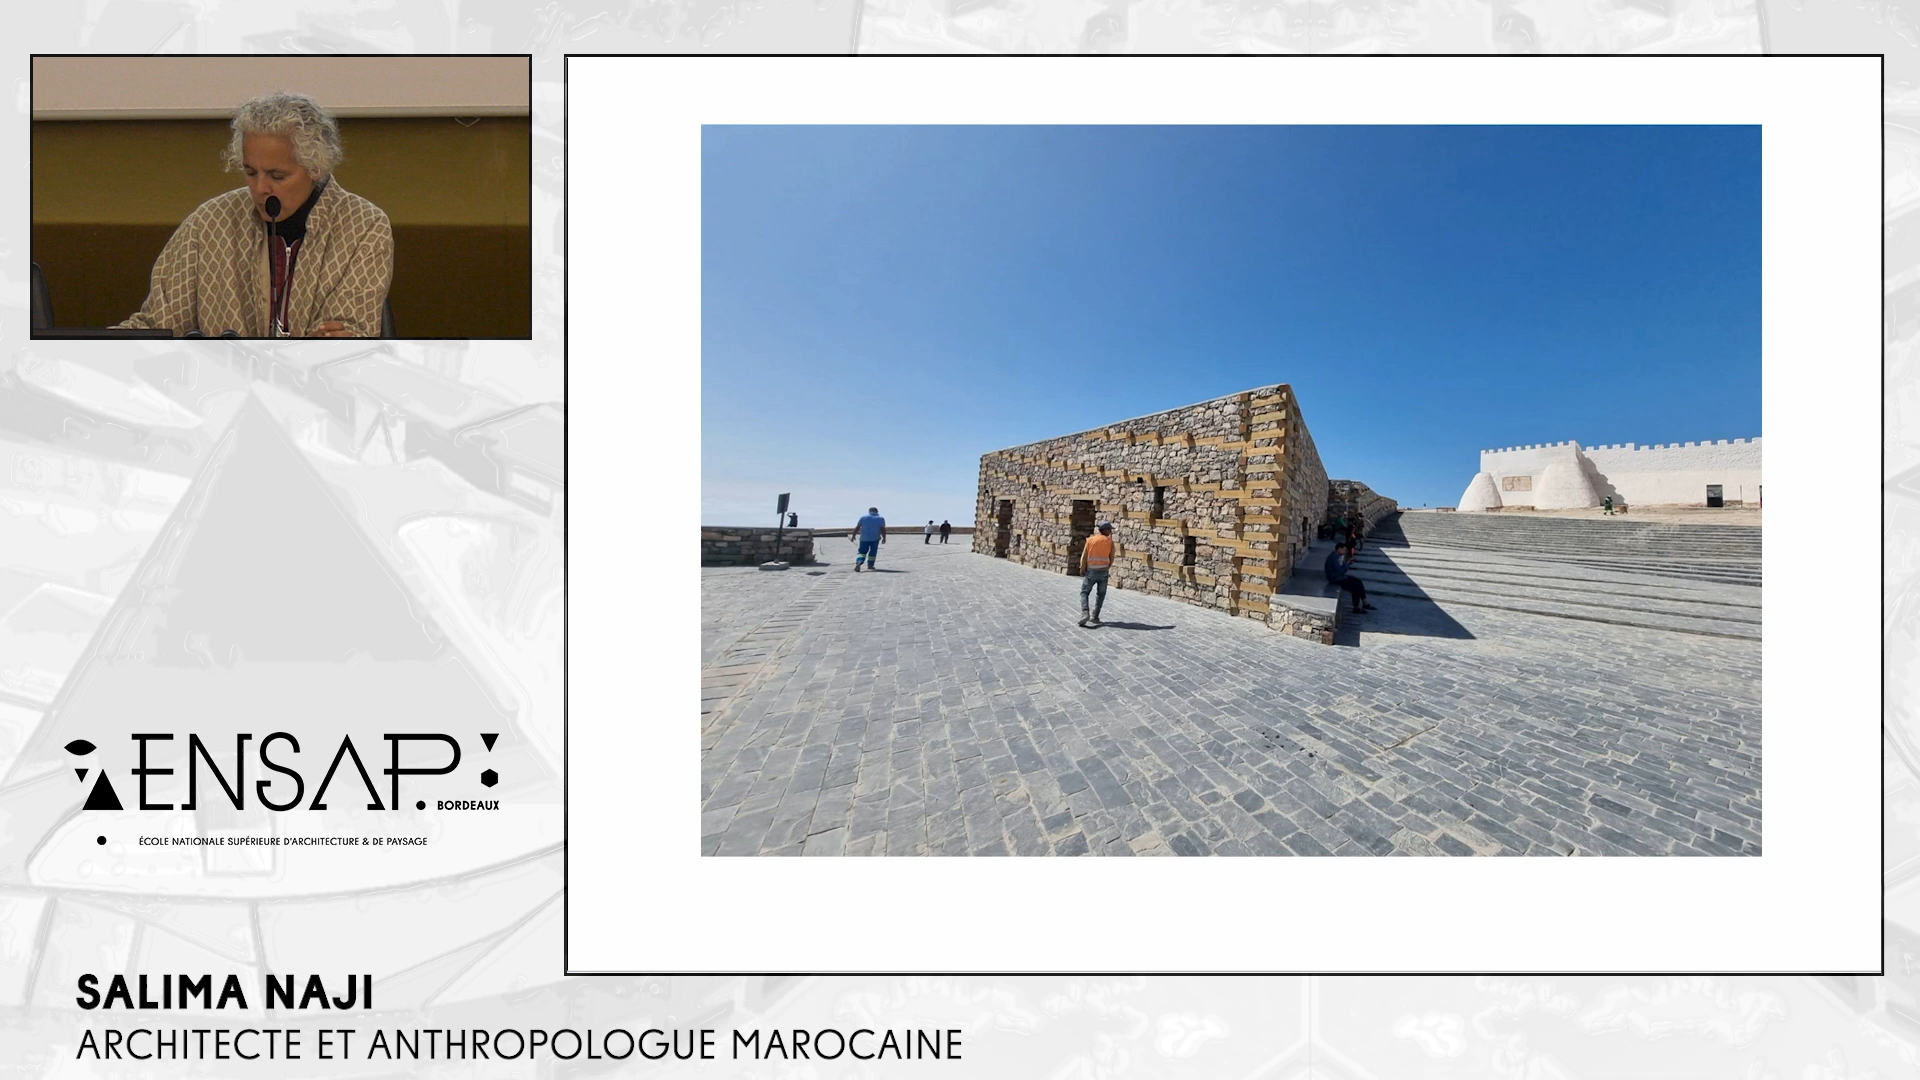 ENSAP.
BORDEAUX
ÉCOLE NATIONALE SUPÉRIEURE D'ARCHITECTURE & DE PAYSAGE
SALIMA NAJI
ARCHITECTE ET ANTHROPOLOGUE MAROCAINE